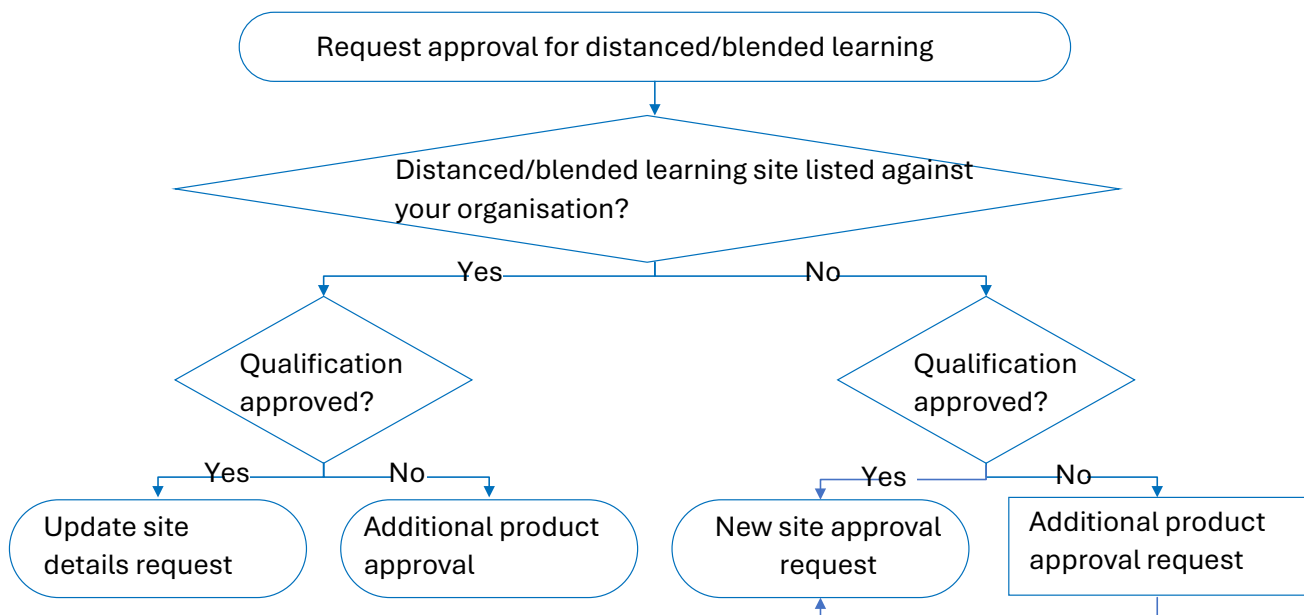 Request approval for distanced/blended learning
Distanced/blended learning site listed against
your organisation?
Yes
No
Qualification
approved?
Qualification
approved?
Yes
No
Yes
No
Update site
details request
Additional product
approval
New site approval
request
Additional product
approval request